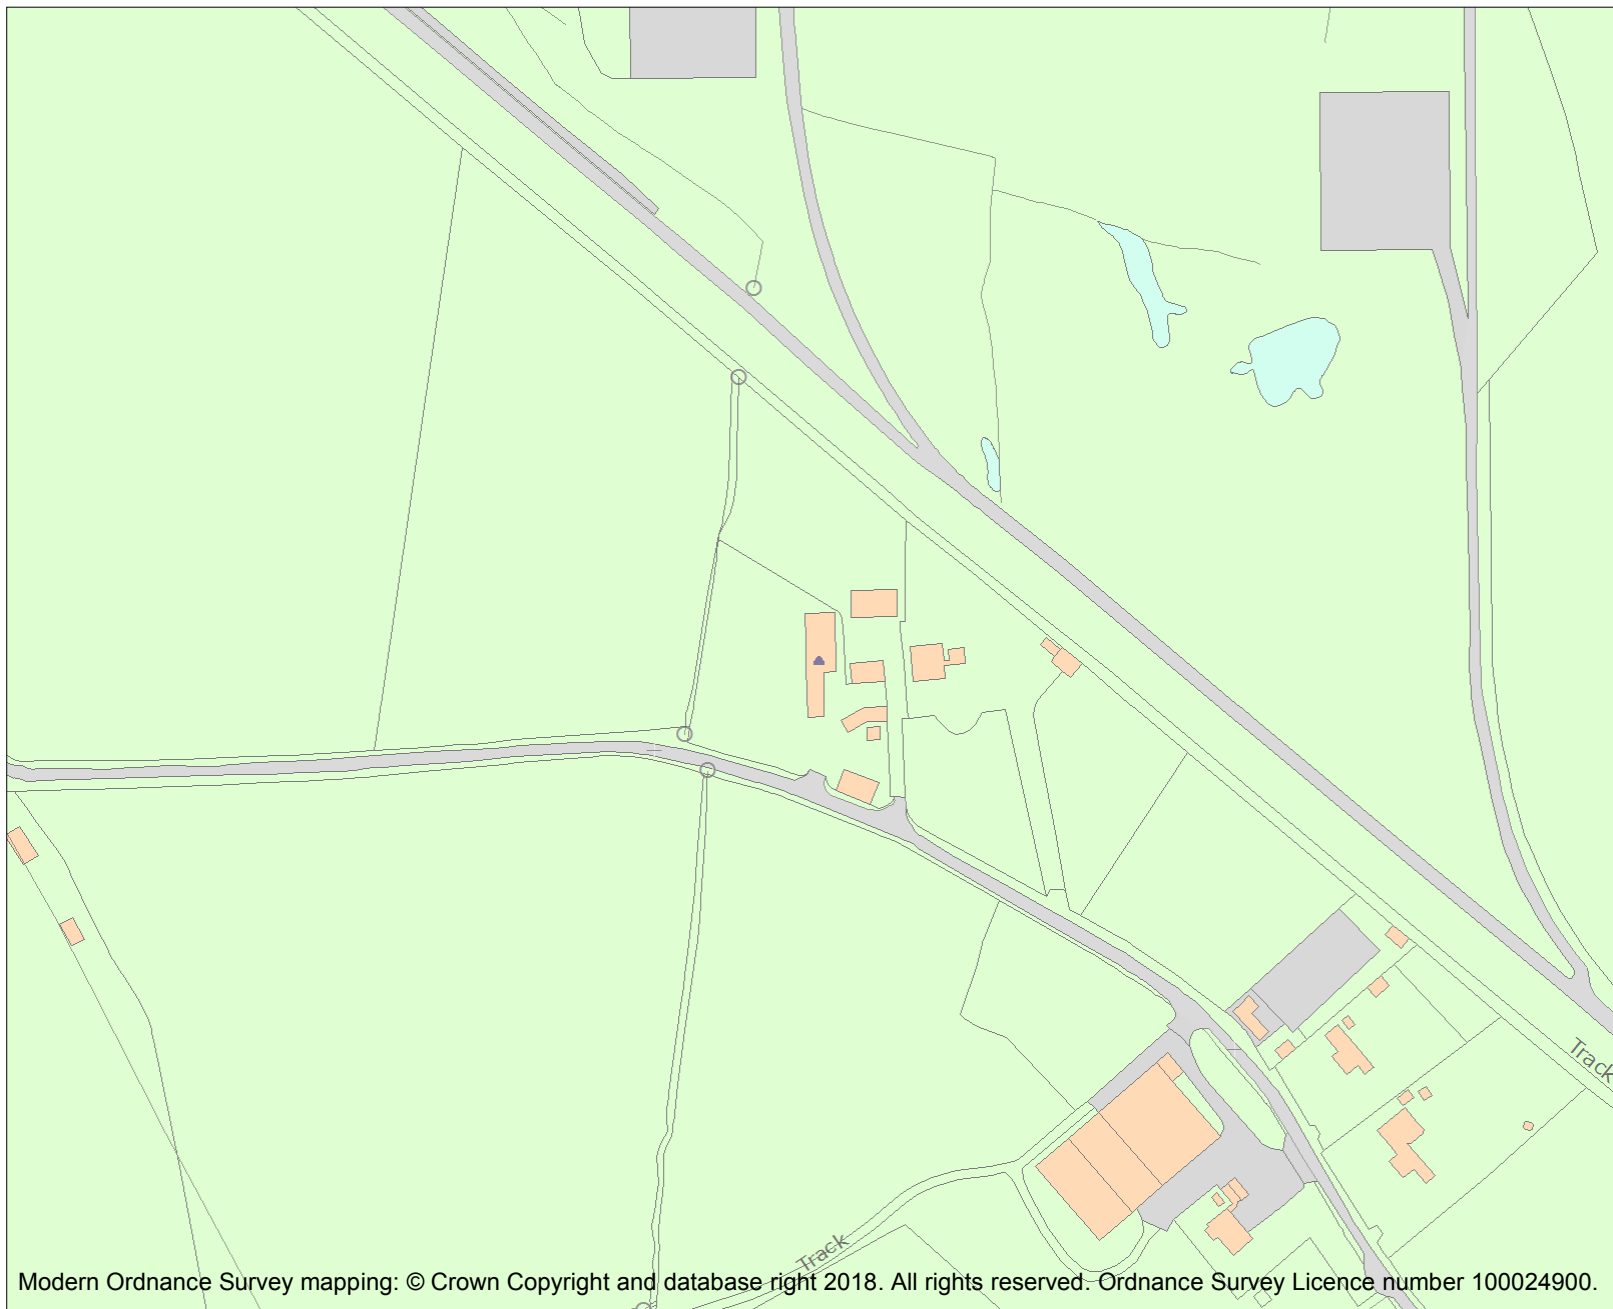 Track
Track
Modern Ordnance Survey mapping: © Crown Copyright and database right 2018. All rights reserved. Ordnance Survey Licence number 100024900.